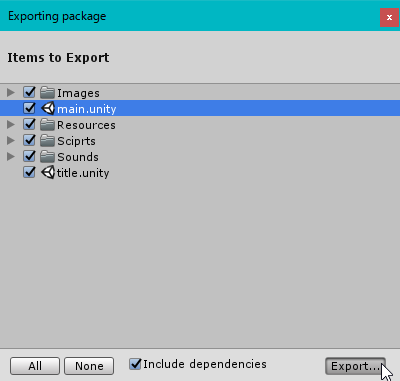 Exporting package
x
Items to Export
Images
main.unity
Resources
Sciprts
Sounds
title.unity
All
None
Include dependencies
Export...